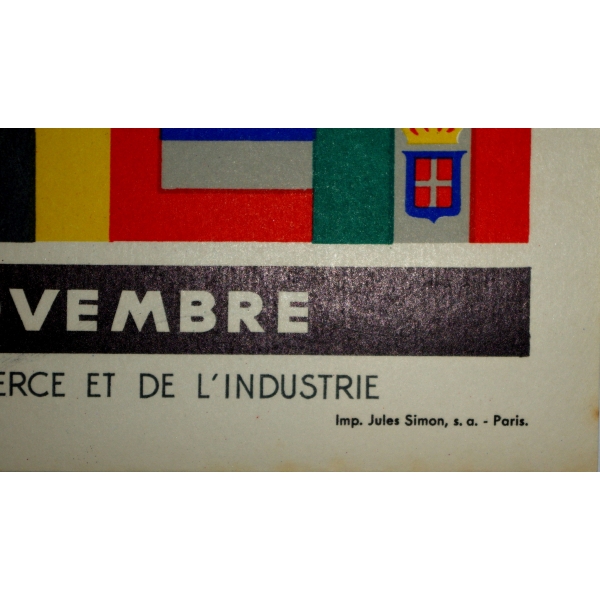 OVEMBRE
ERCE ET DE L'INDUSTRIE
Imp. Jules Simon, s. a. - Paris.